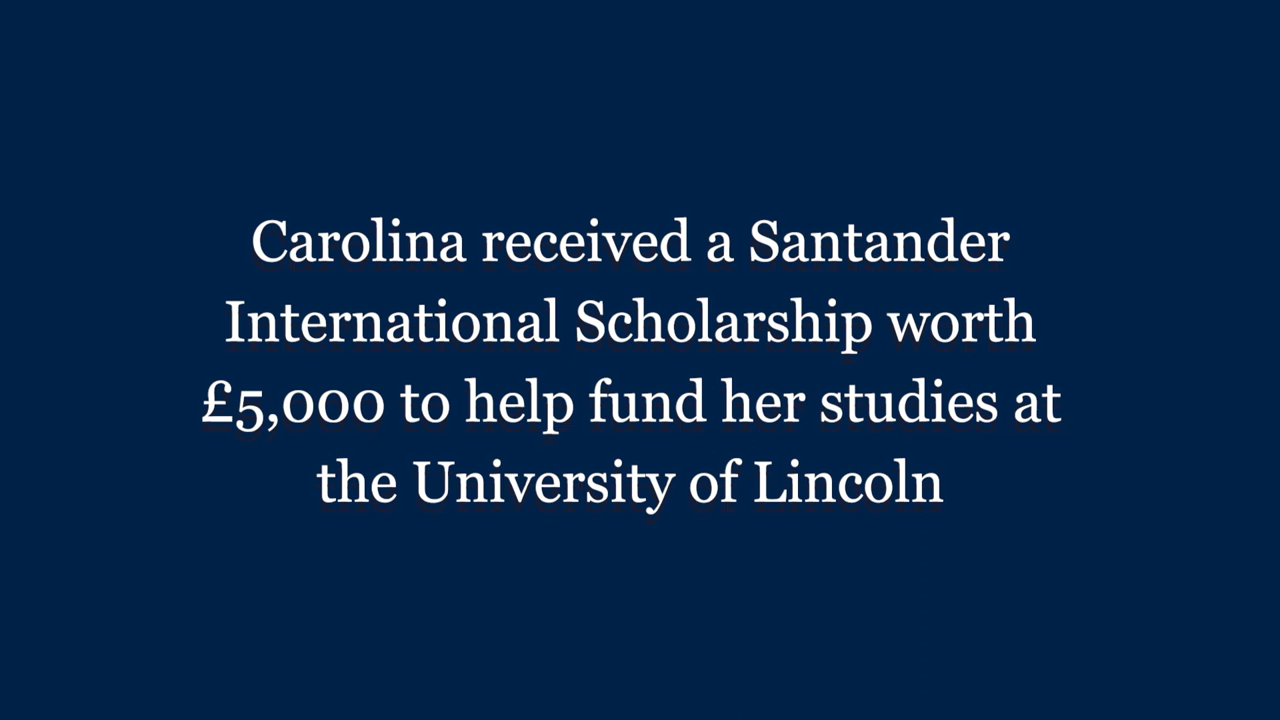 Carolina received a Santander
International Scholarship worth
£5,000 to help fund her studies at
the University of Lincoln